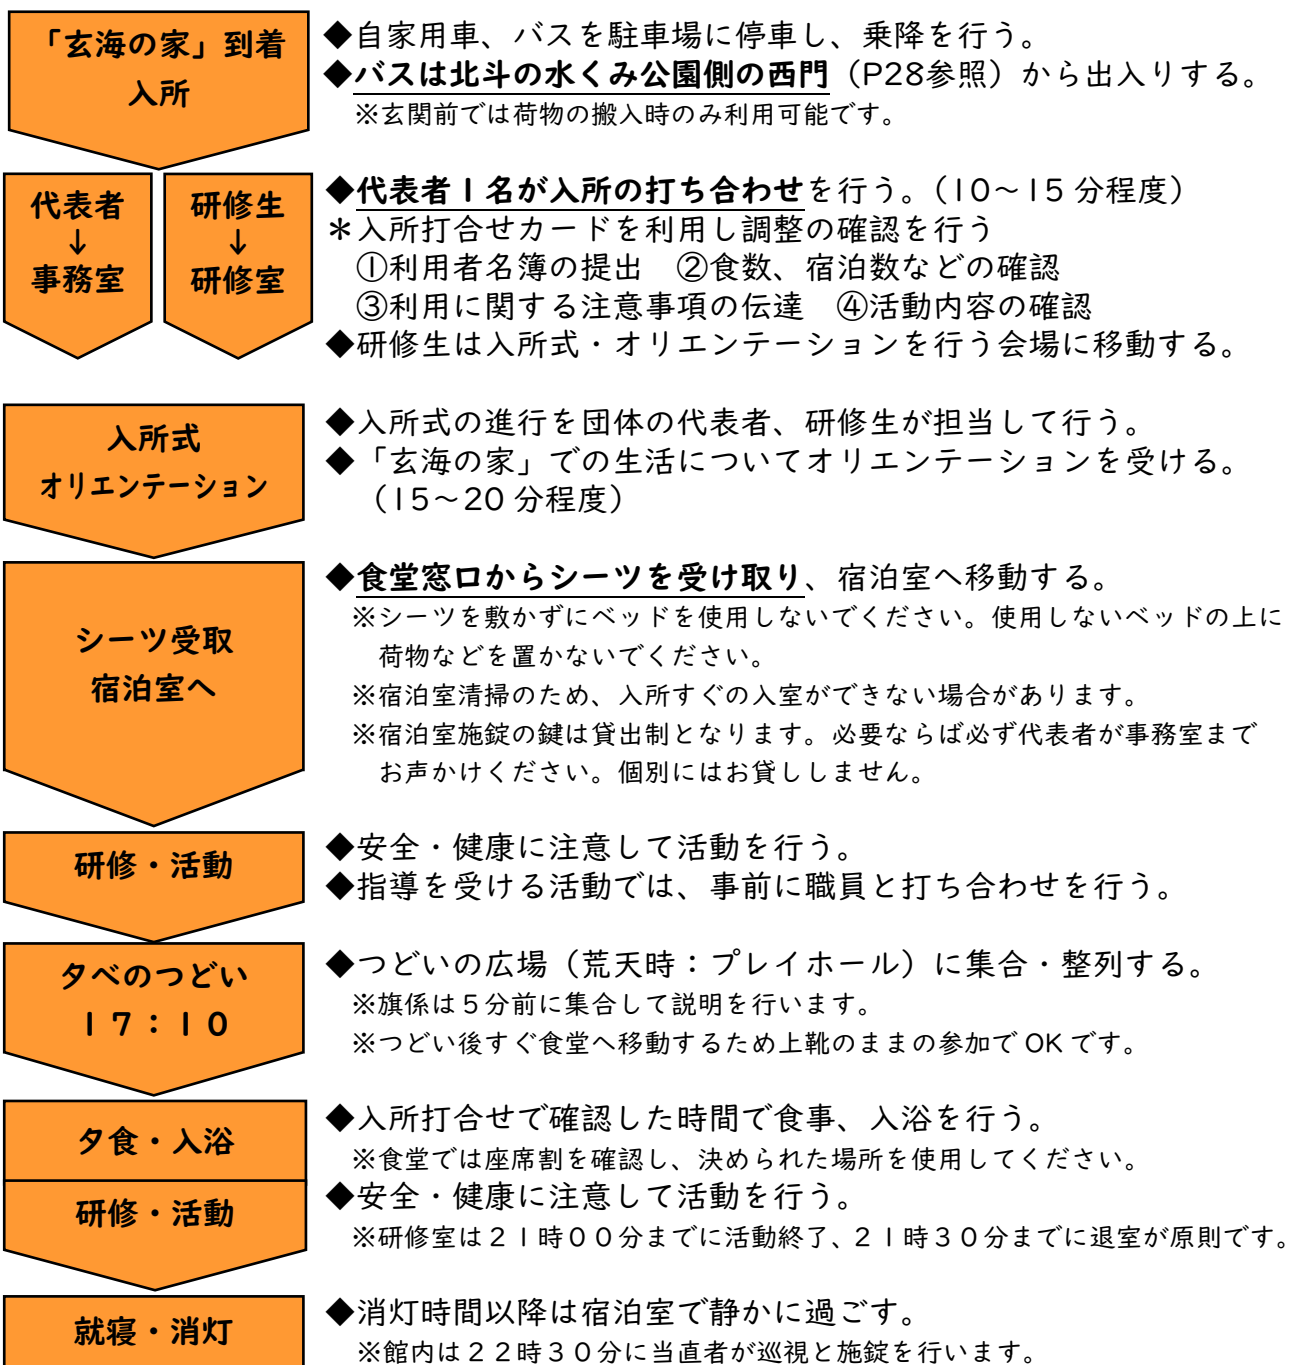 「玄海の家」到着
入所
◆自家用車、バスを駐車場に停車し、乗降を行う。
◆バスは北斗の水くみ公園側の西門（P28参照）から出入りする。
※玄関前では荷物の搬入時のみ利用可能です。
代表者
↓
事務室
研修生
↓
研修室
◆代表者1名が入所の打ち合わせを行う。(10～15分程度)
＊入所打合せカードを利用し調整の確認を行う
①利用者名簿の提出　②食数、宿泊数などの確認
③利用に関する注意事項の伝達　④活動内容の確認
◆研修生は入所式・オリエンテーションを行う会場に移動する。
入所式
オリエンテーション
◆入所式の進行を団体の代表者、研修生が担当して行う。
◆「玄海の家」での生活についてオリエンテーションを受ける。
（15～20分程度）
シーツ受取
宿泊室へ
◆食堂窓口からシーツを受け取り、宿泊室へ移動する。
※シーツを敷かずにベッドを使用しないでください。使用しないベッドの上に
荷物などを置かないでください。
※宿泊室清掃のため、入所すぐの入室ができない場合があります。
※宿泊室施錠の鍵は貸出制となります。必要ならば必ず代表者が事務室まで
お声かけください。個別にはお貸ししません。
研修・活動
◆安全・健康に注意して活動を行う。
◆指導を受ける活動では、事前に職員と打ち合わせを行う。
夕べのつどい
１７：１０
◆つどいの広場（荒天時：プレイホール）に集合・整列する。
※旗係は５分前に集合して説明を行います。
※つどい後すぐ食堂へ移動するため上靴のままの参加でOKです。
夕食・入浴
◆入所打合せで確認した時間で食事、入浴を行う。
※食堂では座席割を確認し、決められた場所を使用してください。
研修・活動
◆安全・健康に注意して活動を行う。
※研修室は２１時００分までに活動終了、２１時３０分までに退室が原則です。
就寝・消灯
◆消灯時間以降は宿泊室で静かに過ごす。
※館内は２２時３０分に当直者が巡視と施錠を行います。